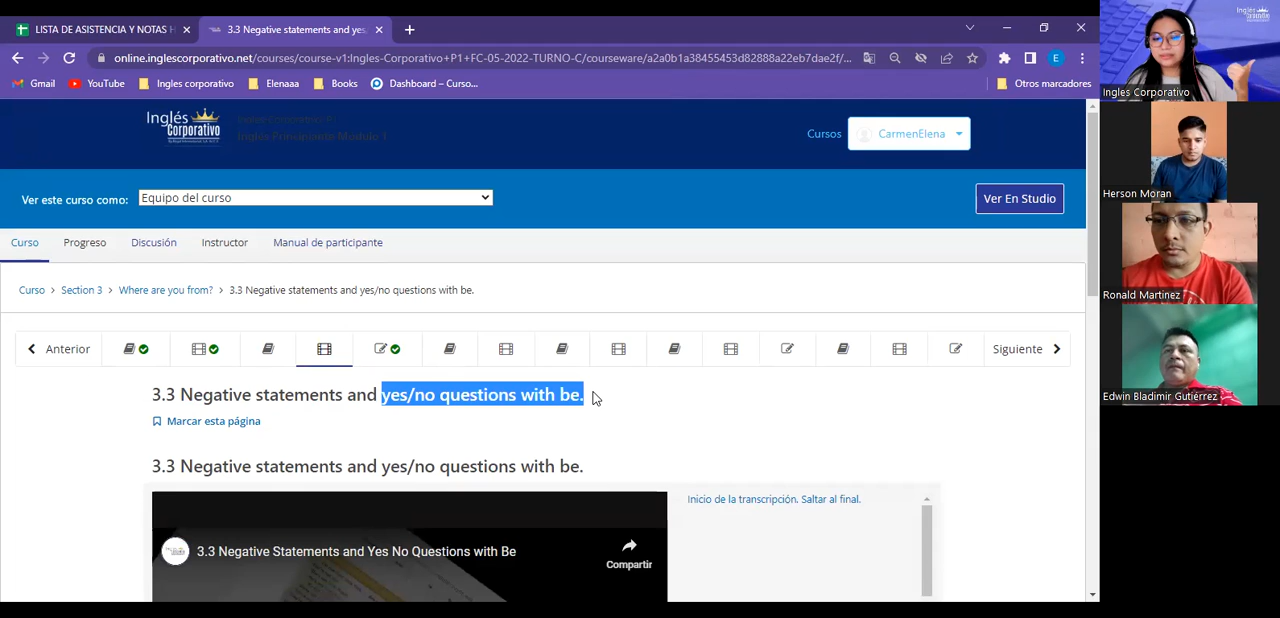 LISTA DE ASISTENCIA Y NOTAS H
3.3 Negative statements and yes
online.inglescorporativo.net/courses/course-v1:Ingles-Corporativo+P1+FC-05-2022-TURNO-C/courseware/a2a0b1a38455453d82888a22eb7dae2f/...
E
Gmail
YouTube
Ingles corporativo
Elenaaa
Books
Dashboard – Curso...
Otros marcadores
Inglés
Corporativo
Ingles Principiante Modulo 1
Cursos
CarmenElena
Ver este curso como:
Equipo del curso
Ver En Studio
Curso
Progreso
Discusión
Instructor
Manual de participante
Curso > Section 3 > Where are you from? > 3.3 Negative statements and yes/no questions with be.
Anterior
Siguiente
3.3 Negative statements and yes/no questions with be.
Marcar esta página
3.3 Negative statements and yes/no questions with be.
3.3 Negative Statements and Yes No Questions with Be
Compartir
Inicio de la transcripción. Saltar al final.
Ingles Corporativo
Herson Moran
Ronald Martinez
Edwin Bladimir Gutiérrez